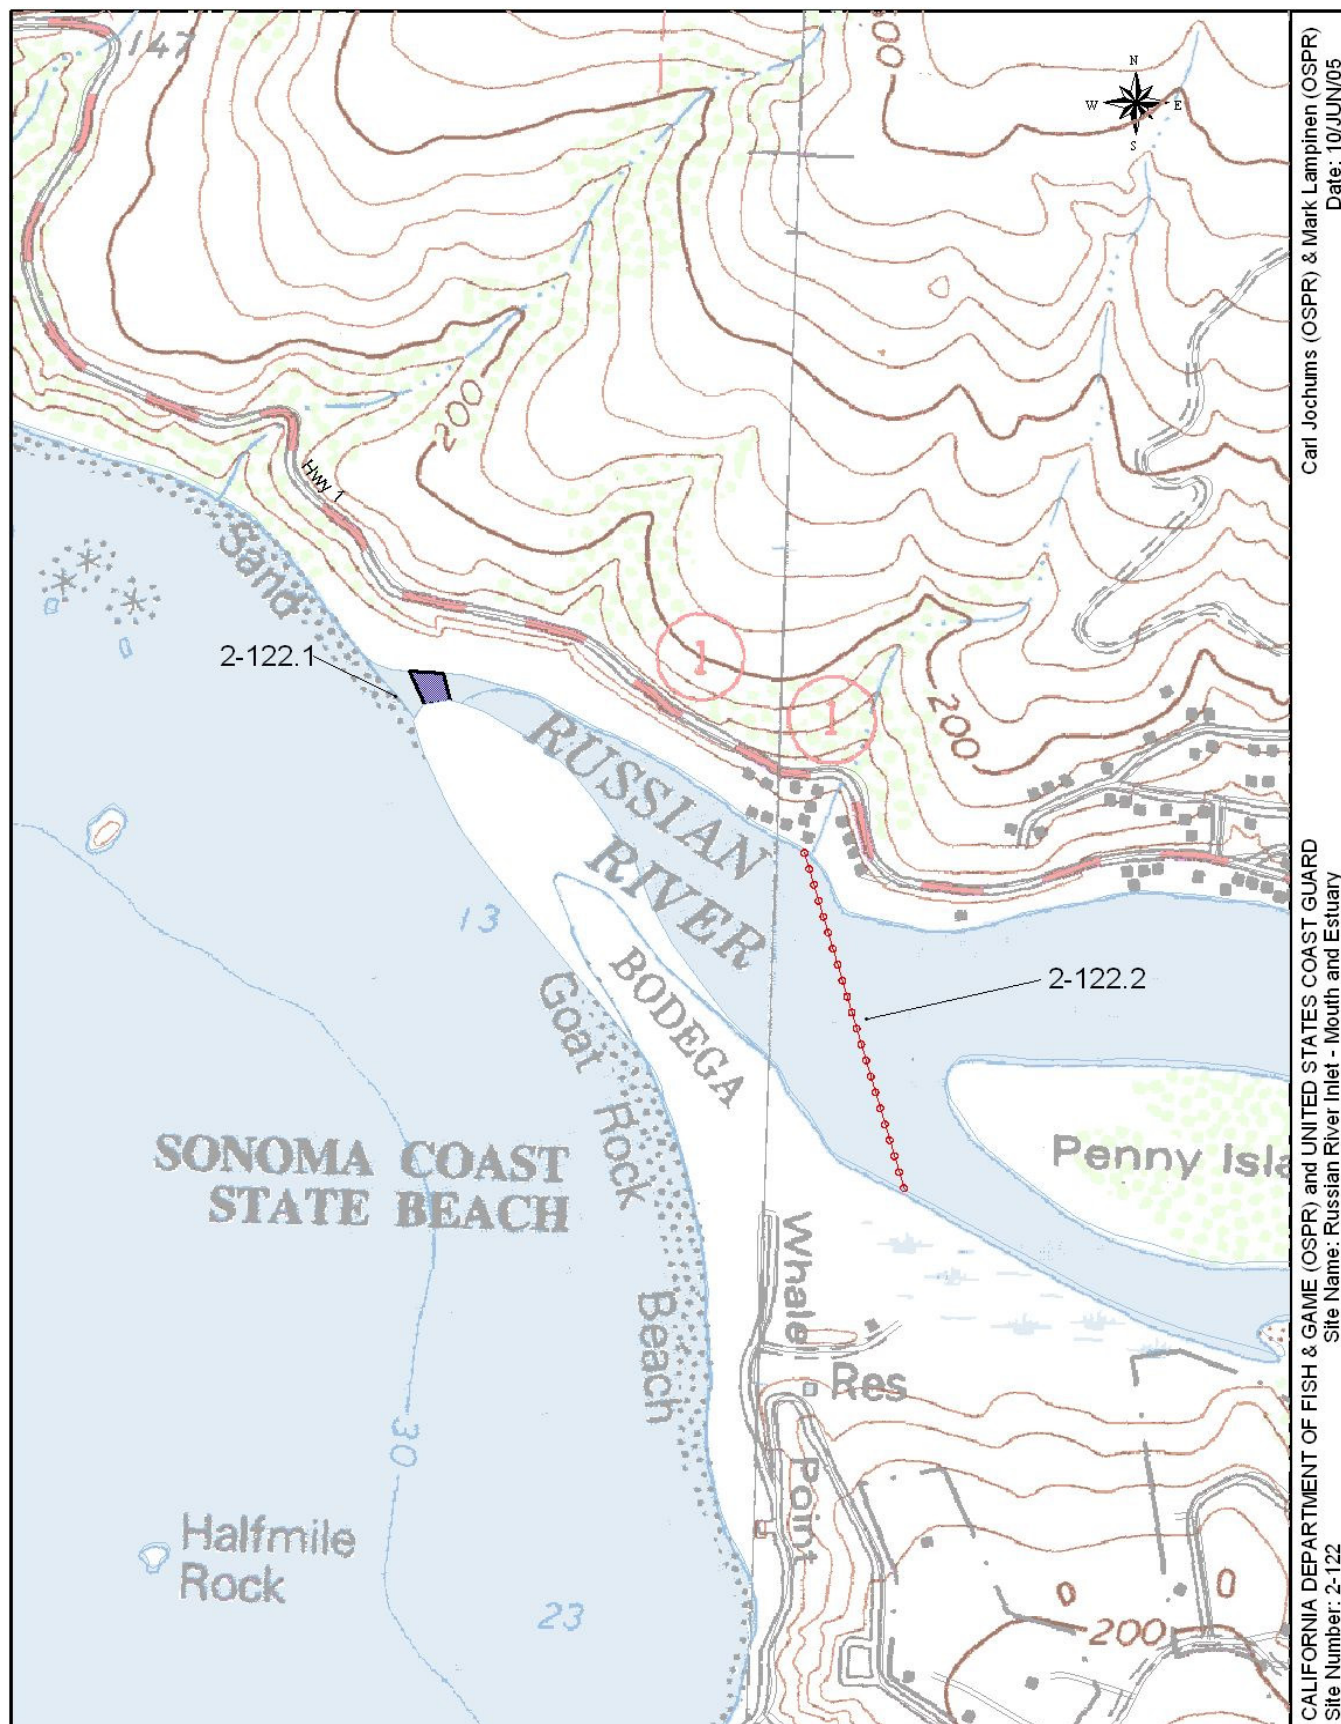 147
00
N
W E
S
200
Hwy 1
Sand
2-122.1
1
1
200
RUSSIAN
RIVER
13
BODEGA
2-122.2
Goat Rock Beach
Penny Isla
SONOMA COAST
STATE BEACH
Whale Point
Res
30
Halfmile
Rock
23
0
0
200
Carl Jochums (OSPR) & Mark Lampinen (OSPR)
Date: 10/JUN/05
CALIFORNIA DEPARTMENT OF FISH & GAME (OSPR) and UNITED STATES COAST GUARD
Site Number: 2-122 Site Name: Russian River Inlet - Mouth and Estuary